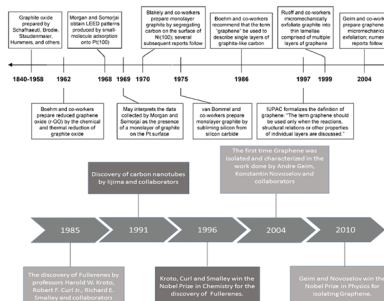 Graphite oxide
prepared by
Schafhaeutl, Brodie,
Staudenmaier,
Hummers, and others
Morgan and Somorjai
obtain LEED patterns
produced by small-
molecule adsorption
onto Pt(100)
Blakely and co-workers
prepare monolayer
graphite by segregating
carbon on the surface of
Ni(100); several
subsequent reports follow
Boehm and co-workers
recommend that the term
"graphene" be used to
describe single layers of
graphite-like carbon
Ruoff and co-workers
micromechanically
exfoliate graphite into
thin lamellae
comprised of multiple
layers of graphene
Geim and co-
prepare graphene
micromechanical
exfoliation; numer
reports follow
1840-1958
1962
1968
1969
1970
1975
1986
1997
1999
2004
Boehm and co-workers
prepare reduced graphene
oxide (r-GO) by the chemical
and thermal reduction of
graphite oxide
May interprets the data
collected by Morgan and
Somorjai as the presence
of a monolayer of graphite
on the Pt surface
van Bommel and
co-workers prepare
monolayer graphite by
subliming silicon from
silicon carbide
IUPAC formalizes the definition of
graphene: "The term graphene
should be used only when the reactions,
structural relations or other properties
of individual layers are discussed."
Discovery of carbon nanotubes
by Iijima and collaborators
The first time Graphene was
isolated and characterized in the
work done by Andre Geim,
Konstantin Novoselov and
collaborators
1985
1991
1996
2004
2010
The discovery of Fullerenes by
professors Harold W. Kroto,
Robert F. Curl Jr., Richard E.
Smalley and collaborators
Kroto, Curl and Smalley win the
Nobel Prize in Chemistry for the
discovery of Fullerenes.
Geim and Novoselov win the
Nobel Prize in Physics for
isolating Graphene.